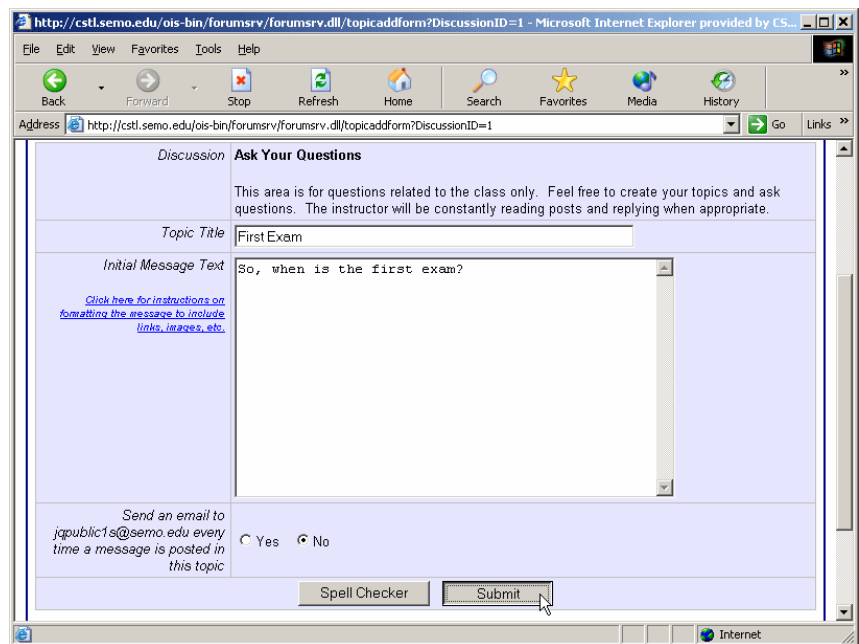 http://cstl.semo.edu/ois-bin/forumsrv/forumsrv.dll/topicaddform?DiscussionID=1 - Microsoft Internet Explorer provided by CS...
File Edit View Favorites Tools Help
Back Forward Stop Refresh Home Search Favorites Media History »
Address http://cstl.semo.edu/ois-bin/forumsrv/forumsrv.dll/topicaddform?DiscussionID=1 Go Links »
Discussion Ask Your Questions
This area is for questions related to the class only. Feel free to create your topics and ask
questions. The instructor will be constantly reading posts and replying when appropriate.
Topic Title First Exam
Initial Message Text So, when is the first exam?
Click here for instructions on
formatting the message to include
links, images, etc.
Send an email to
jqpublic1s@semo.edu every
time a message is posted in
this topic
Yes No
Spell Checker Submit
Internet